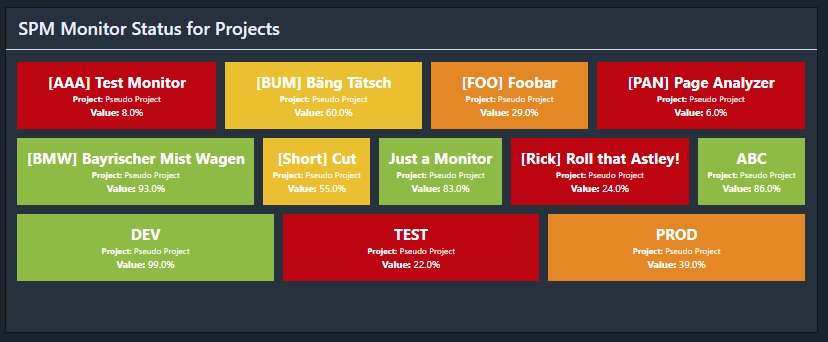 SPM Monitor Status for Projects
[AAA] Test Monitor
Project: Pseudo Project
Value: 8.0%
[BUM] Bäng Tätsch
Project: Pseudo Project
Value: 60.0%
[FOO] Foobar
Project: Pseudo Project
Value: 29.0%
[PAN] Page Analyzer
Project: Pseudo Project
Value: 6.0%
[BMW] Bayrischer Mist Wagen
Project: Pseudo Project
Value: 93.0%
[Short] Cut
Project: Pseudo Project
Value: 55.0%
Just a Monitor
Project: Pseudo Project
Value: 83.0%
[Rick] Roll that Astley!
Project: Pseudo Project
Value: 24.0%
ABC
Project: Pseudo Project
Value: 86.0%
DEV
Project: Pseudo Project
Value: 99.0%
TEST
Project: Pseudo Project
Value: 22.0%
PROD
Project: Pseudo Project
Value: 39.0%